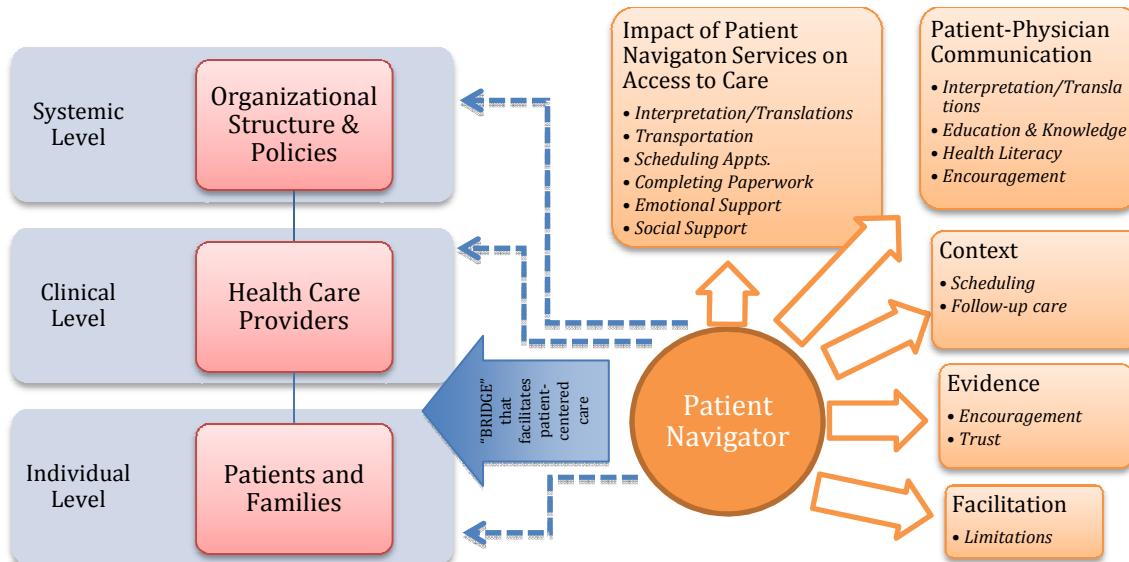 Systemic
Level
Organizational
Structure &
Policies
Clinical
Level
Health Care
Providers
Individual
Level
Patients and
Families
"BRIDGE"
that
facilitates
patient-
centered
care
Patient
Navigator
Impact of Patient
Navigaton Services on
Access to Care
• Interpretation/Translations
• Transportation
• Scheduling Appts.
• Completing Paperwork
• Emotional Support
• Social Support
Patient-Physician
Communication
• Interpretation/Transla
tions
• Education & Knowledge
• Health Literacy
• Encouragement
Context
• Scheduling
• Follow-up care
Evidence
• Encouragement
• Trust
Facilitation
• Limitations